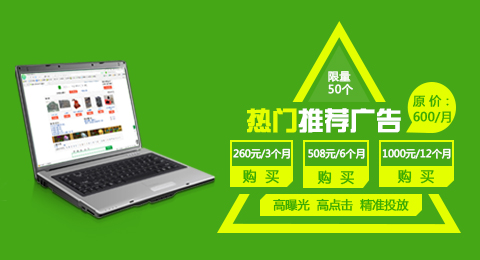 限量
50个
热门推荐广告
原价:
600/月
260元/3个月
508元/6个月
1000元/12个月
购 买
购 买
购 买
高曝光 高点击 精准投放